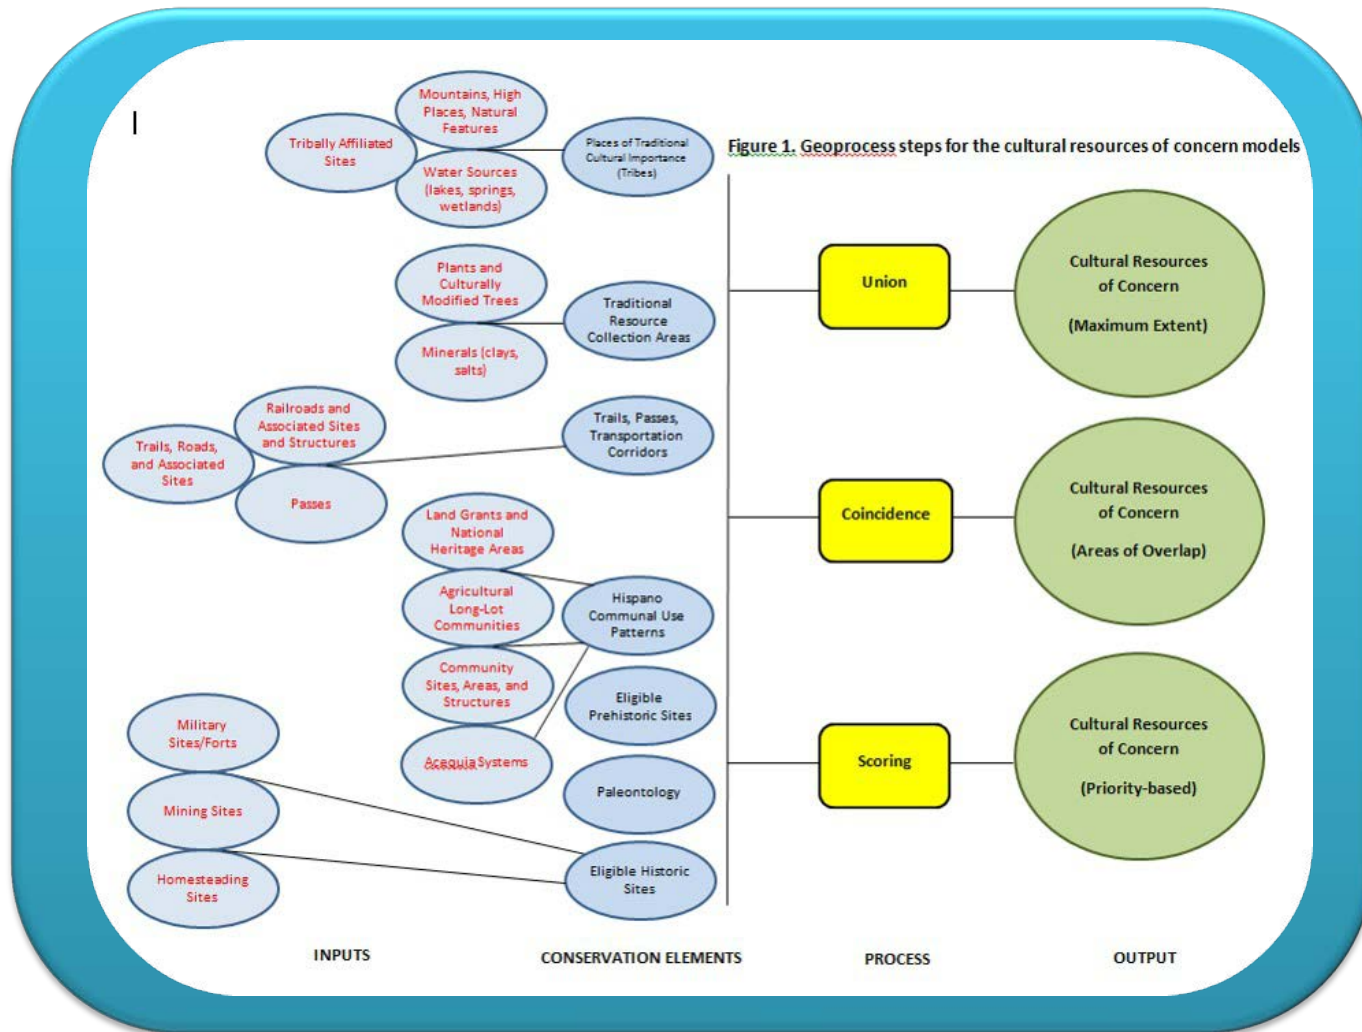 Mountains, High
Places, Natural
Features
Tribally Affiliated
Sites
Water Sources
(lakes, springs,
wetlands)
Places of Traditional
Cultural Importance
(Tribes)
Figure 1. Geoprocess steps for the cultural resources of concern models
Plants and
Culturally
Modified Trees
Minerals (clays,
salts)
Traditional
Resource
Collection Areas
Railroads and
Associated Sites
and Structures
Trails, Roads,
and Associated
Sites
Passes
Trails, Passes,
Transportation
Corridors
Land Grants and
National
Heritage Areas
Agricultural
Long-Lot
Communities
Community
Sites, Areas, and
Structures
Acequia Systems
Hispano
Communal Use
Patterns
Eligible
Prehistoric Sites
Paleontology
Military
Sites/Forts
Mining Sites
Homesteading
Sites
Eligible Historic
Sites
Union
Coincidence
Scoring
Cultural Resources
of Concern
(Maximum Extent)
Cultural Resources
of Concern
(Areas of Overlap)
Cultural Resources
of Concern
(Priority-based)
INPUTS
CONSERVATION ELEMENTS
PROCESS
OUTPUT